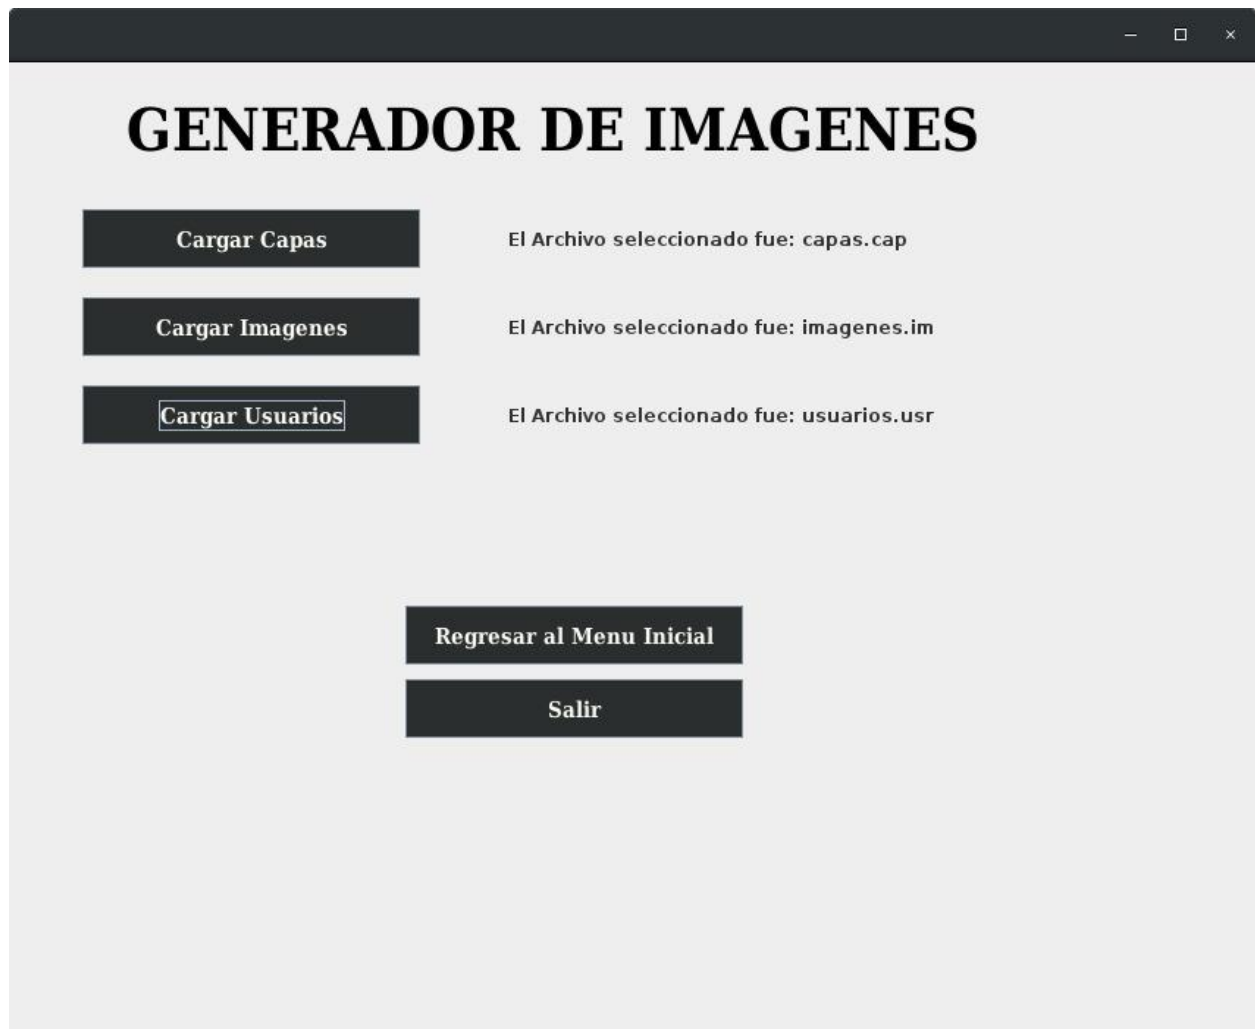 GENERADOR DE IMAGENES
Cargar Capas El Archivo seleccionado fue: capas.cap
Cargar Imagenes El Archivo seleccionado fue: imagenes.im
Cargar Usuarios El Archivo seleccionado fue: usuarios.usr
Regresar al Menu Inicial
Salir